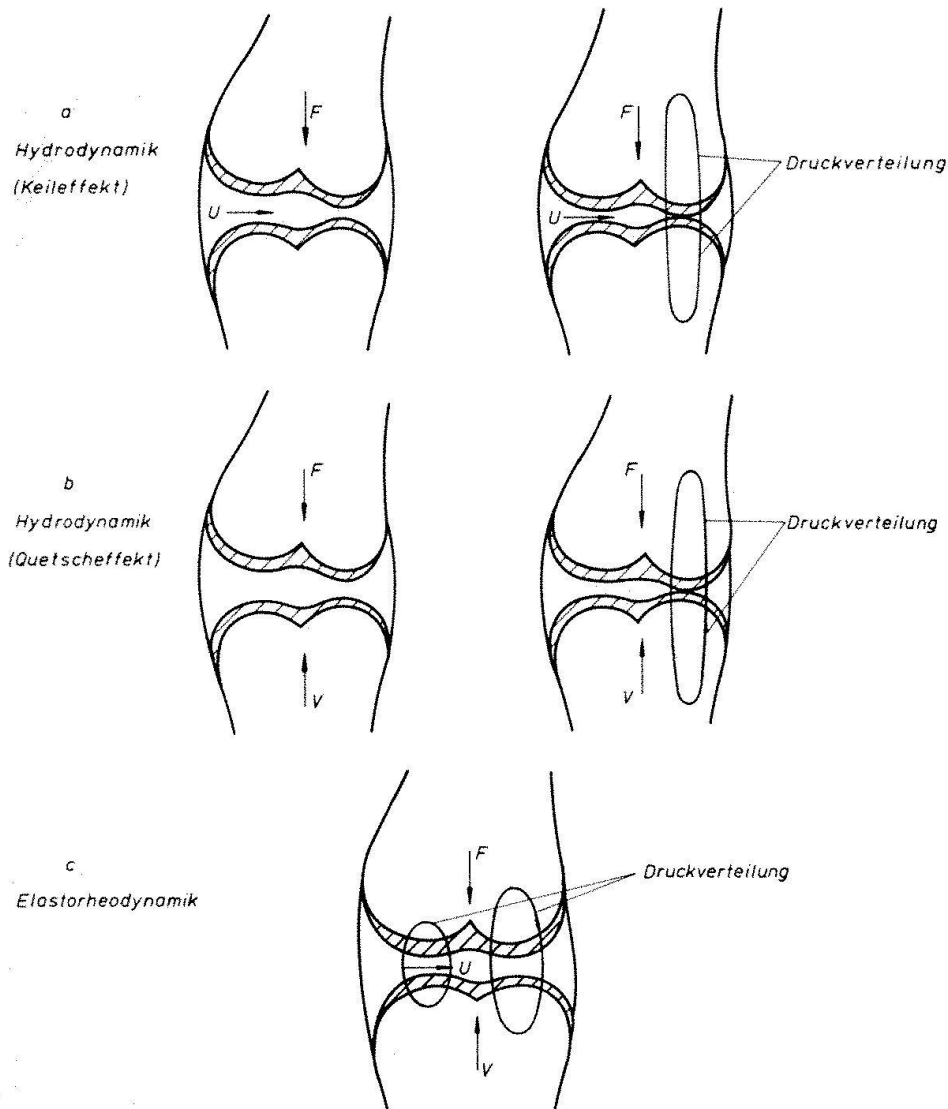 a
Hydrodynamik
(Keileffekt)
F
U
F
U
Druckverteilung
b
Hydrodynamik
(Quetscheffekt)
F
V
F
V
Druckverteilung
c
Elastorheodynamik
F
U
V
Druckverteilung